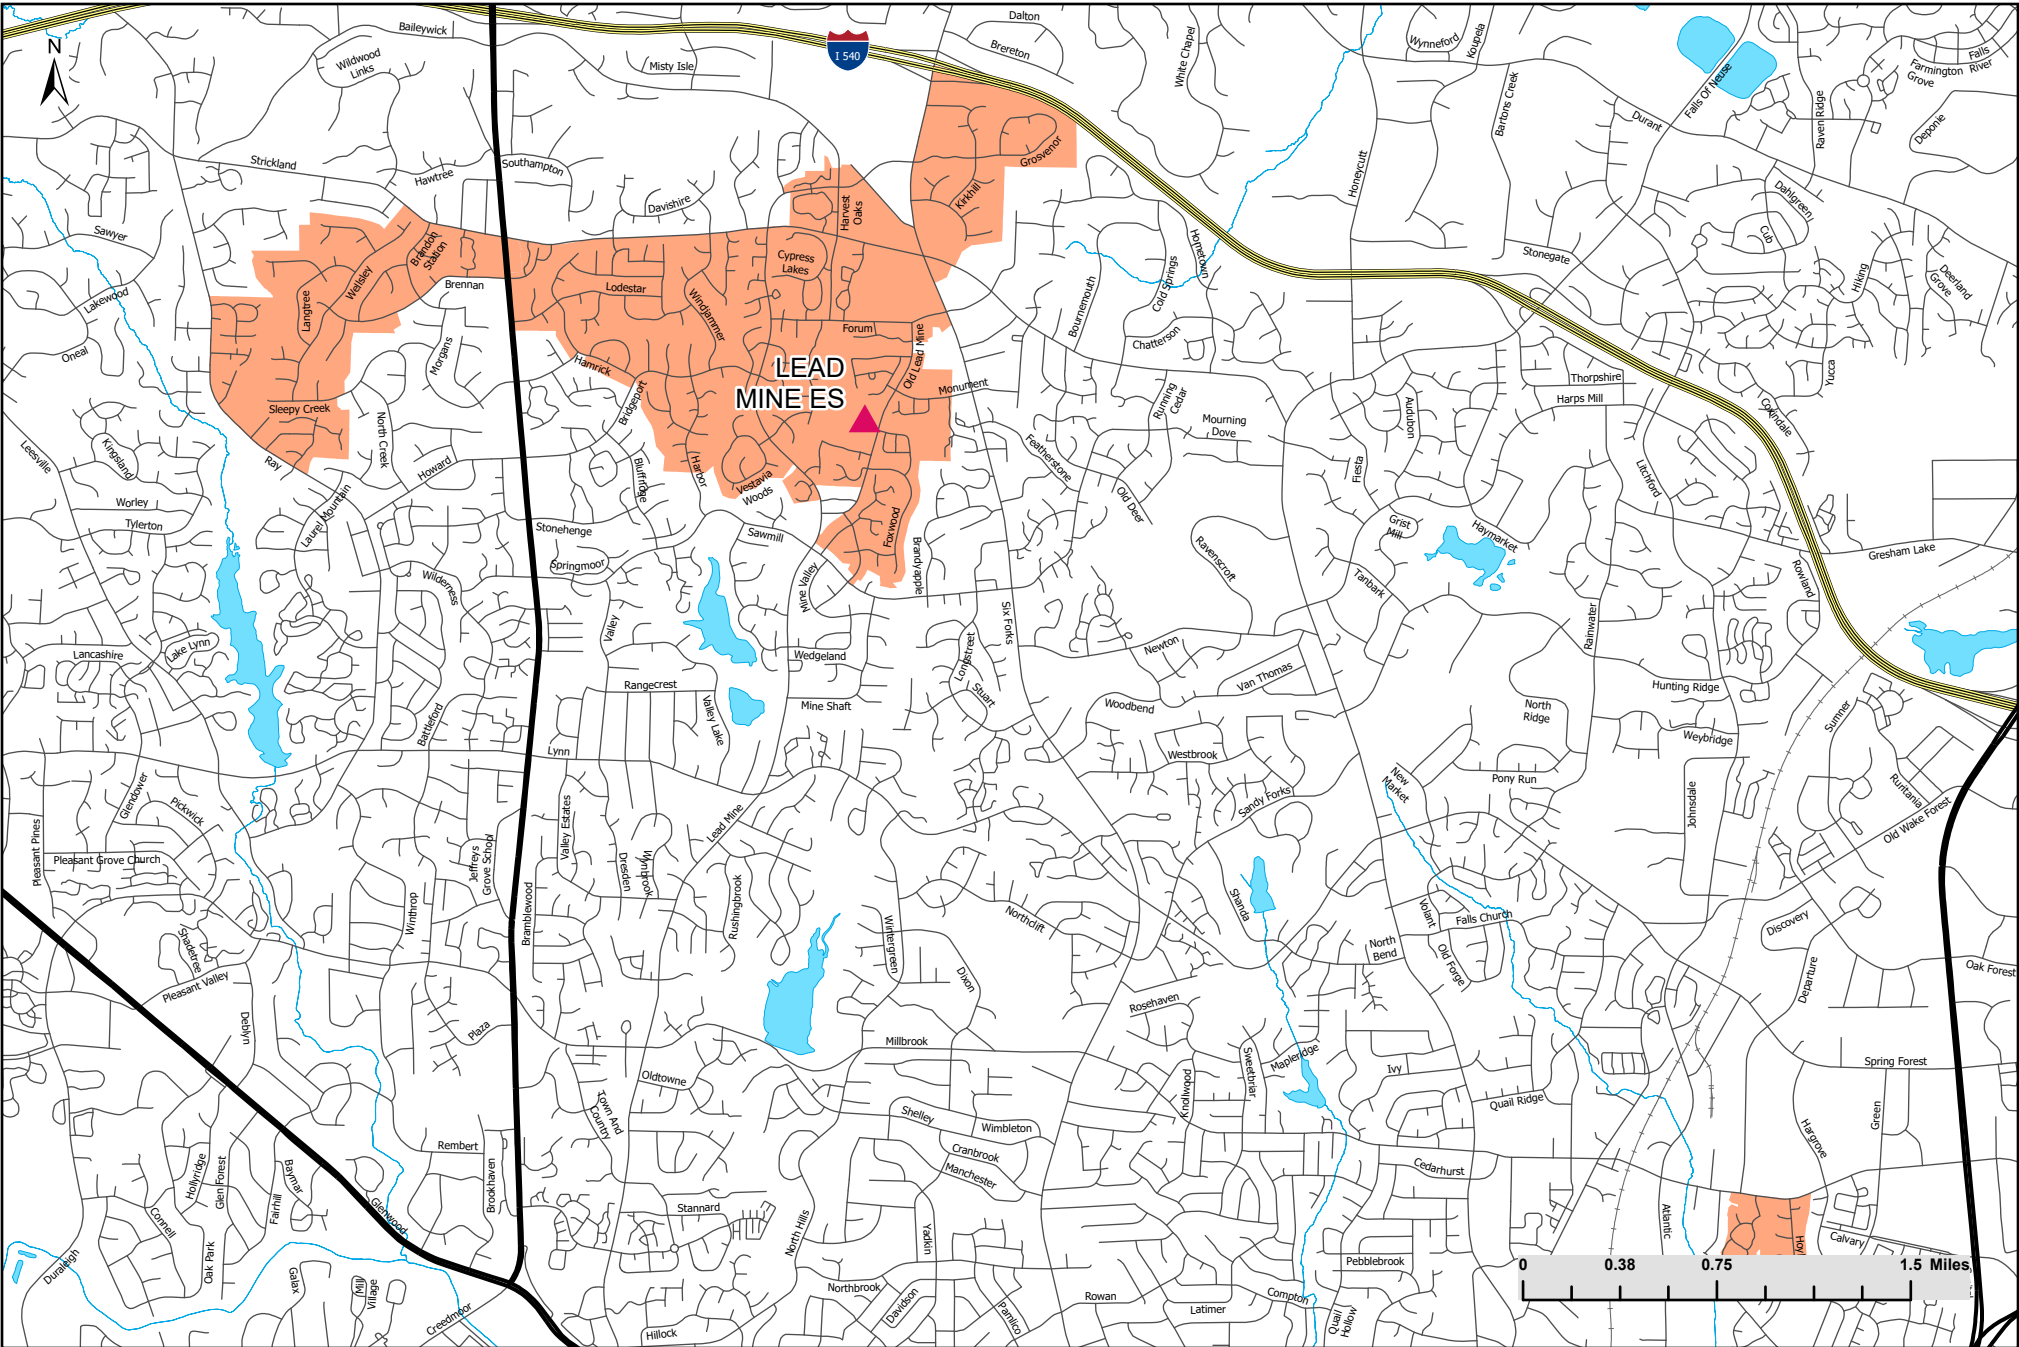 Baileywick
Dalton
Brereton
White Chapel
Wynneford
Koupela
Falls
Farmington River
Grove
N
Wildwood
Links
Misty Isle
I 540
Bartons Creek
Falls Of Neuse
Durant
Raven Ridge
Deponie
Strickland
Hawtree
Southampton
Davishire
Harvest
Oaks
Grosvenor
Kirkhill
Honeycutt
Dahlgreen
Cub
Sawyer
Brandon
Station
Welsley
Langtree
Brennan
Lodestar
Windjammer
Cypress
Lakes
Cold Springs
Hometown
Stonegate
Hiking
Deerland
Grove
Lakewood
Oneal
Morgans
Hamrick
Bridgeport
Forum
Old Lead Mine
Monument
Bournemouth
Chatterson
LEAD
MINE ES
Running
Cedar
Mourning
Dove
Audubon
Thorpshire
Harps Mill
Yucca
Coxindale
Sleepy Creek
North Creek
Leesville
Kingsland
Ray
Howard
Bluffridge
Harbor
Vestavia
Woods
Featherstone
Old Deer
Fiesta
Litchford
Worley
Tylerton
Laurel Mountain
Stonehenge
Springmoor
Sawmill
Foxwood
Brandyapple
Mine Valley
Ravenscroft
Grist
Mill
Haymarket
Gresham Lake
Rowland
Tanbark
Wilderness
Valley
Six Forks
Longstreet
Newton
Rainwater
Lancashire
Lake Lynn
Wedgeland
Rangecrest
Valley Lake
Mine Shaft
Stuart
Van Thomas
Woodbend
Hunting Ridge
North
Ridge
Weybridge
Sumner
Battleford
Lynn
Westbrook
Sandy Forks
New
Market
Pony Run
Johnsdale
Ruritania
Old Wake Forest
Glendower
Pickwick
Pleasant Pines
Pleasant Grove Church
Jeffreys
Grove School
Valley Estates
Dresden
Wynbrook
Lead Mine
Rushingbrook
Winthrop
Bramblewood
Wintergreen
Northclift
Shanda
Volant
Falls Church
North
Bend
Old Forge
Discovery
Departure
Oak Forest
Shadetree
Pleasant Valley
Deblyn
Plaza
Dixon
Rosehaven
Millbrook
Oldtowne
Town And
Country
Knollwood
Sweetbriar
Mapleridge
Ivy
Quail Ridge
Spring Forest
Hargrove
Green
Shelley
Wimbleton
Cranbrook
Manchester
Rembert
Brookhaven
Hollyridge
Glen Forest
Fairhill
Baymar
Connell
Oak Park
Glenwood
Stannard
North Hills
Yadkin
Cedarhurst
Atlantic
Calvary
Duraleigh
Galax
Mill
Village
Creedmoor
Hillock
Northbrook
Davidson
Pamlico
Rowan
Latimer
Compton
Quail
Hollow
Pebblebrook
0 0.38 0.75 1.5 Miles